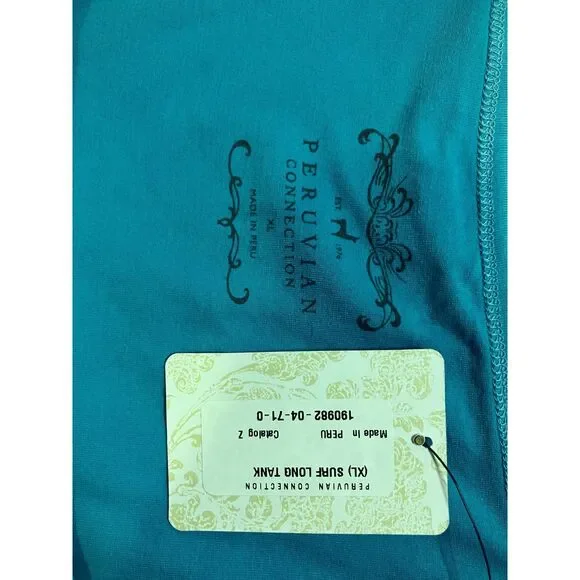 EST 1976
PERUVIAN
CONNECTION
XL
MADE IN PERU
PERUVIAN CONNECTION
(XL) SURF LONG TANK
Made In PERU Catalog Z
190982-04-71-0